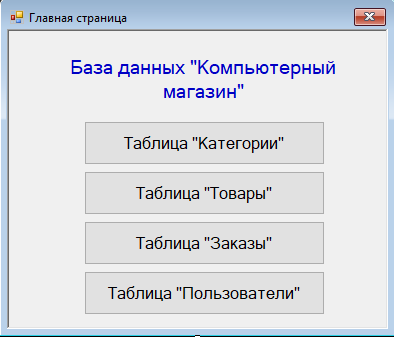 Главная страница
База данных "Компьютерный
магазин"
Таблица "Категории"
Таблица "Товары"
Таблица "Заказы"
Таблица "Пользователи"